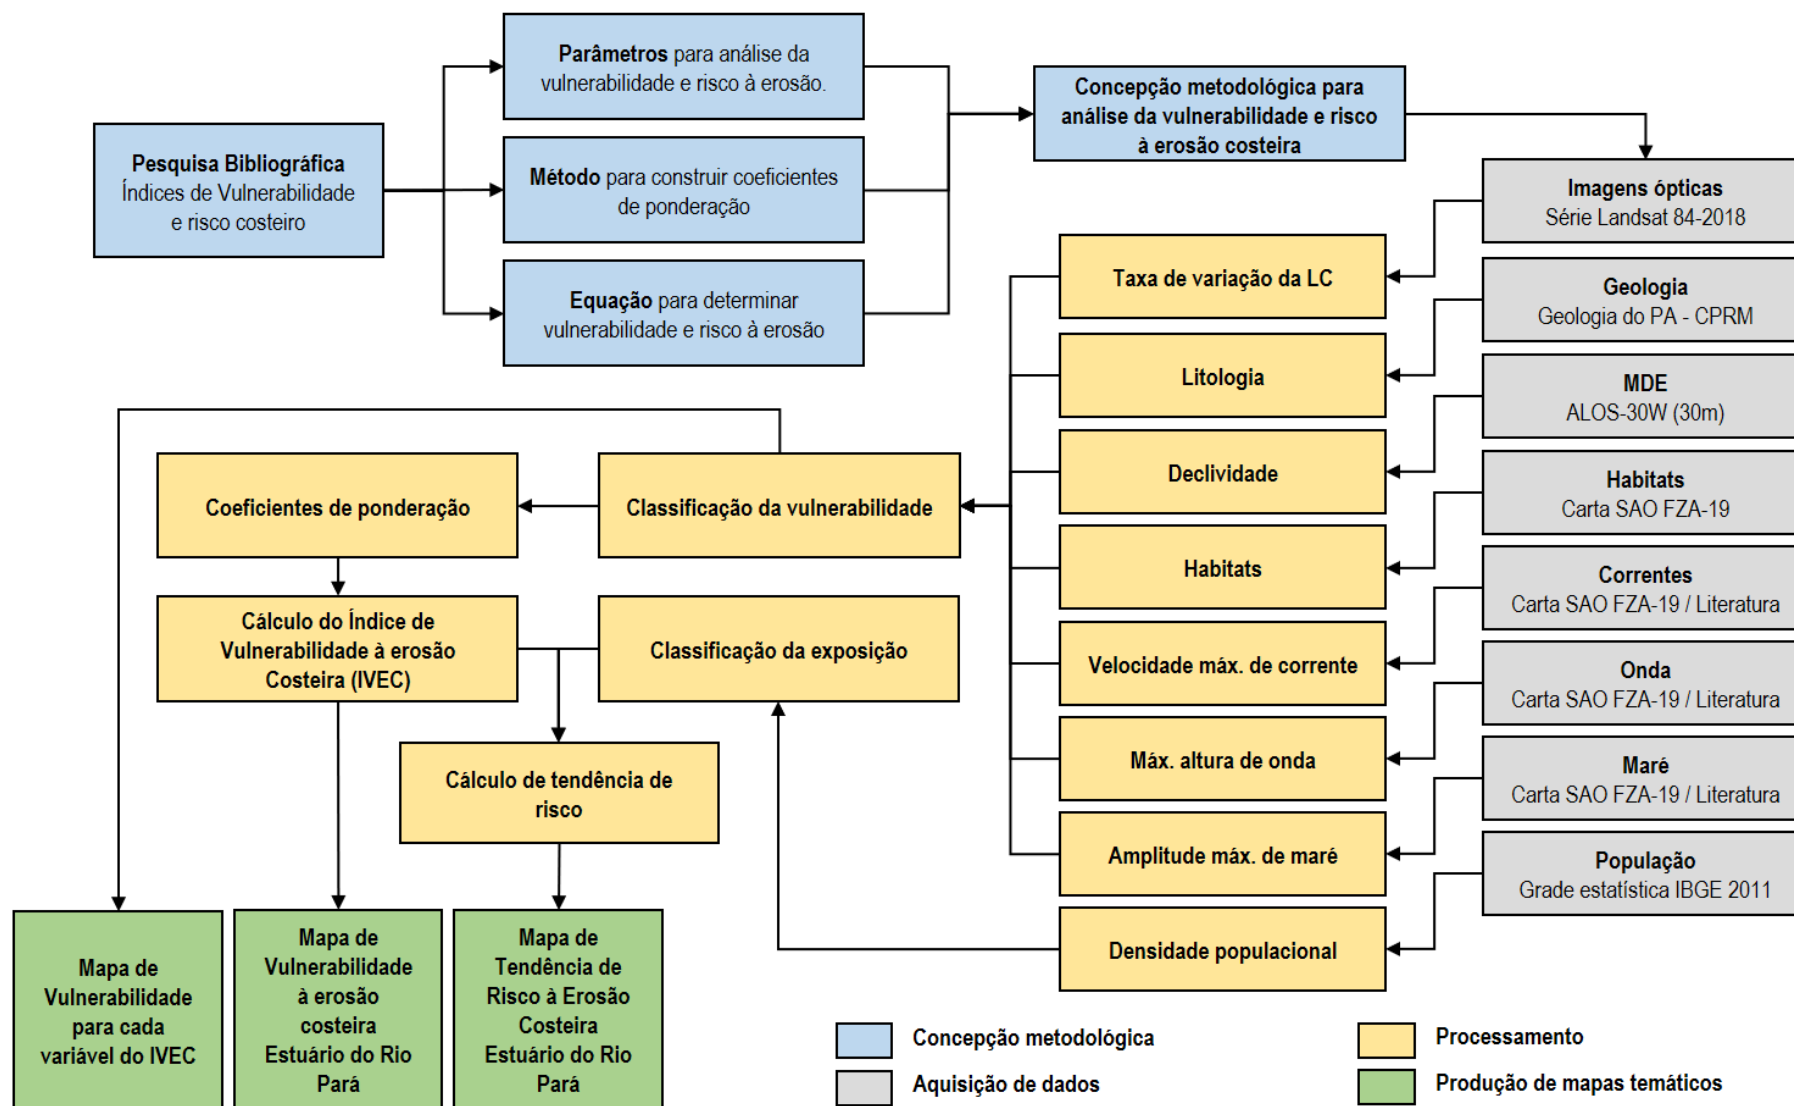 Pesquisa Bibliográfica
Índices de Vulnerabilidade
e risco costeiro
Parâmetros para análise da
vulnerabilidade e risco à erosão.
Método para construir coeficientes
de ponderação
Equação para determinar
vulnerabilidade e risco à erosão
Concepção metodológica para
análise da vulnerabilidade e risco
à erosão costeira
Imagens ópticas
Série Landsat 84-2018
Geologia
Geologia do PA - CPRM
MDE
ALOS-30W (30m)
Habitats
Carta SAO FZA-19
Correntes
Carta SAO FZA-19 / Literatura
Onda
Carta SAO FZA-19 / Literatura
Maré
Carta SAO FZA-19 / Literatura
População
Grade estatística IBGE 2011
Taxa de variação da LC
Litologia
Declividade
Habitats
Velocidade máx. de corrente
Máx. altura de onda
Amplitude máx. de maré
Densidade populacional
Classificação da vulnerabilidade
Coeficientes de ponderação
Cálculo do Índice de
Vulnerabilidade à erosão
Costeira (IVEC)
Classificação da exposição
Cálculo de tendência de
risco
Mapa de
Vulnerabilidade
para cada
variável do IVEC
Mapa de
Vulnerabilidade
à erosão
costeira
Estuário do Rio
Pará
Mapa de
Tendência de
Risco à Erosão
Costeira
Estuário do Rio
Pará
Concepção metodológica
Aquisição de dados
Processamento
Produção de mapas temáticos